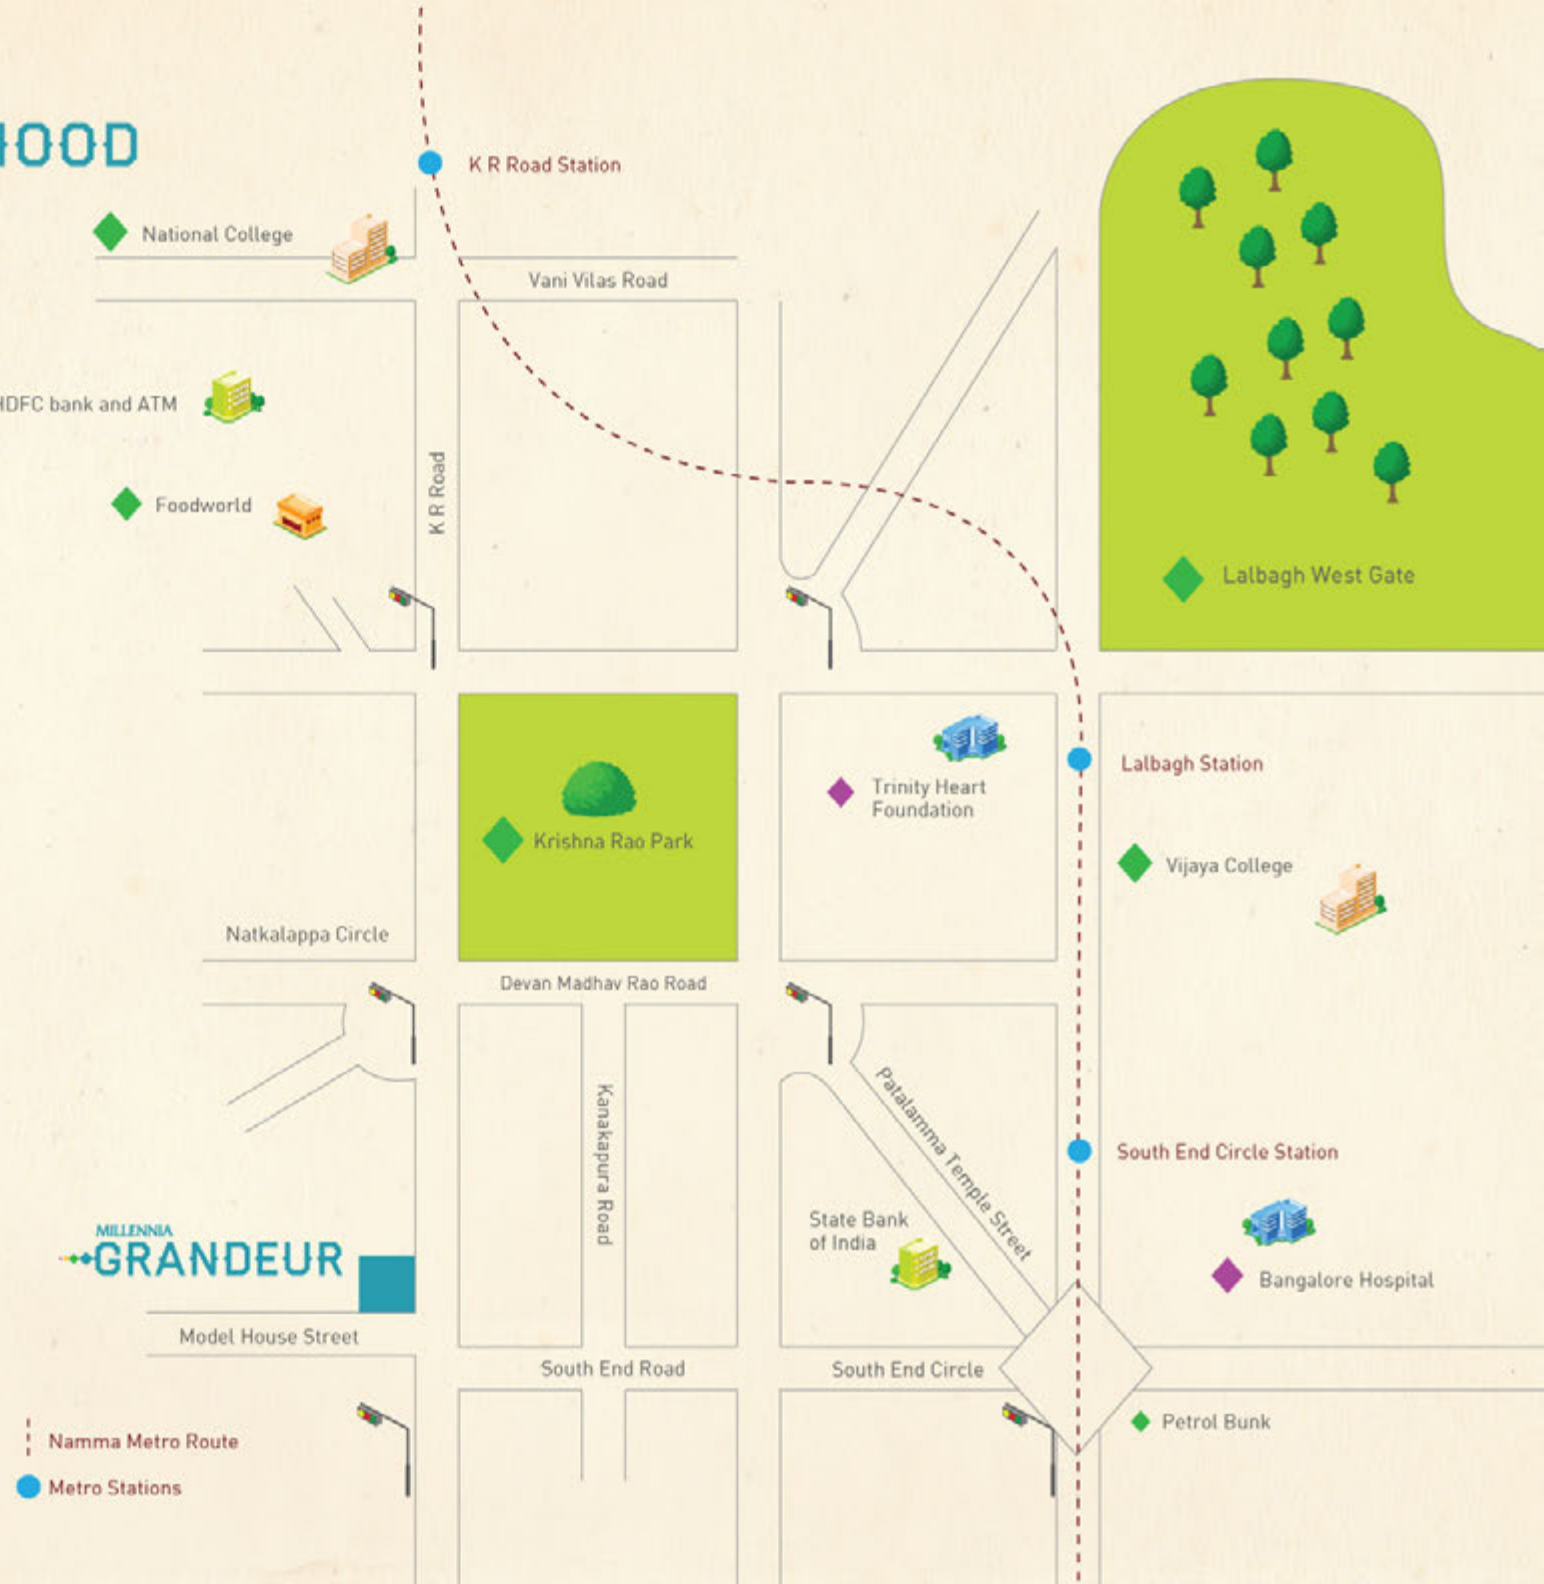 HOOD
K R Road Station
National College
Vani Vilas Road
HDFC bank and ATM
K R Road
Foodworld
Lalbagh West Gate
Lalbagh Station
Trinity Heart
Foundation
Krishna Rao Park
Vijaya College
Natkalappa Circle
Devan Madhav Rao Road
Kanakapura Road
Patalamma Temple Street
South End Circle Station
State Bank
of India
MILLENNIA
GRANDEUR
Bangalore Hospital
Model House Street
South End Road
South End Circle
Petrol Bunk
Namma Metro Route
Metro Stations